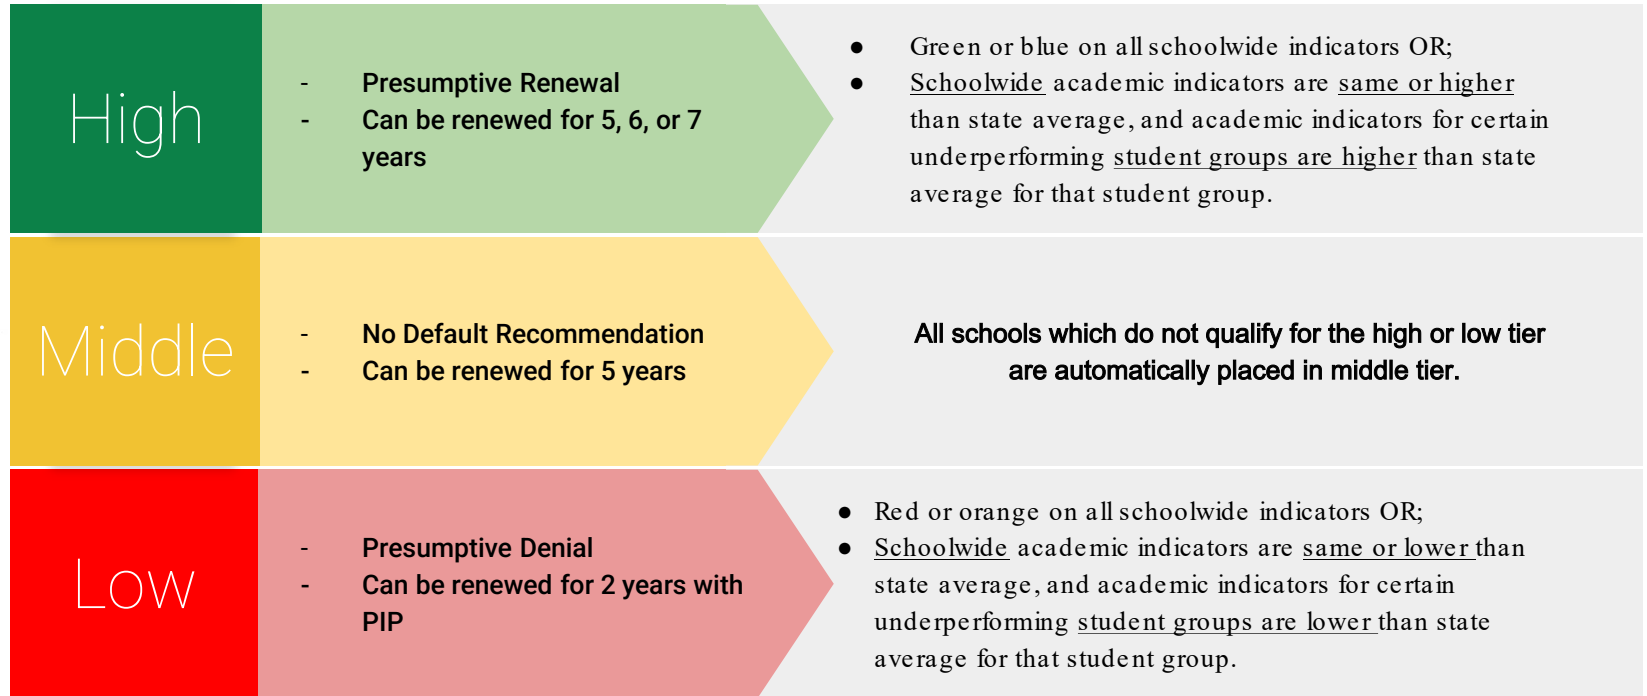 High
- Presumptive Renewal
- Can be renewed for 5, 6, or 7
years
● Green or blue on all schoolwide indicators OR;
● Schoolwide academic indicators are same or higher
than state average, and academic indicators for certain
underperforming student groups are higher than state
average for that student group.
Middle
- No Default Recommendation
- Can be renewed for 5 years
All schools which do not qualify for the high or low tier
are automatically placed in middle tier.
Low
- Presumptive Denial
- Can be renewed for 2 years with
PIP
● Red or orange on all schoolwide indicators OR;
● Schoolwide academic indicators are same or lower than
state average, and academic indicators for certain
underperforming student groups are lower than state
average for that student group.